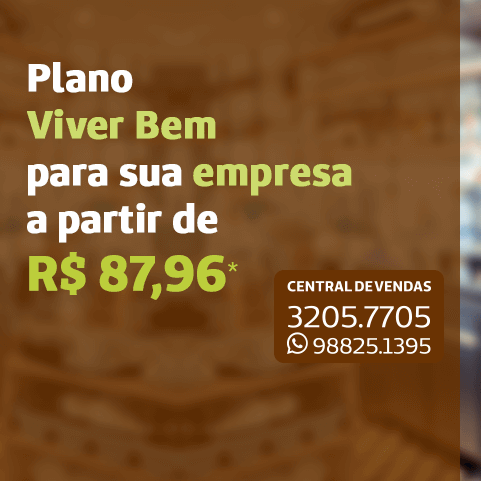 Plano
Viver Bem
para sua empresa
a partir de
R$ 87,96*
CENTRAL DE VENDAS
3205.7705
98825.1395